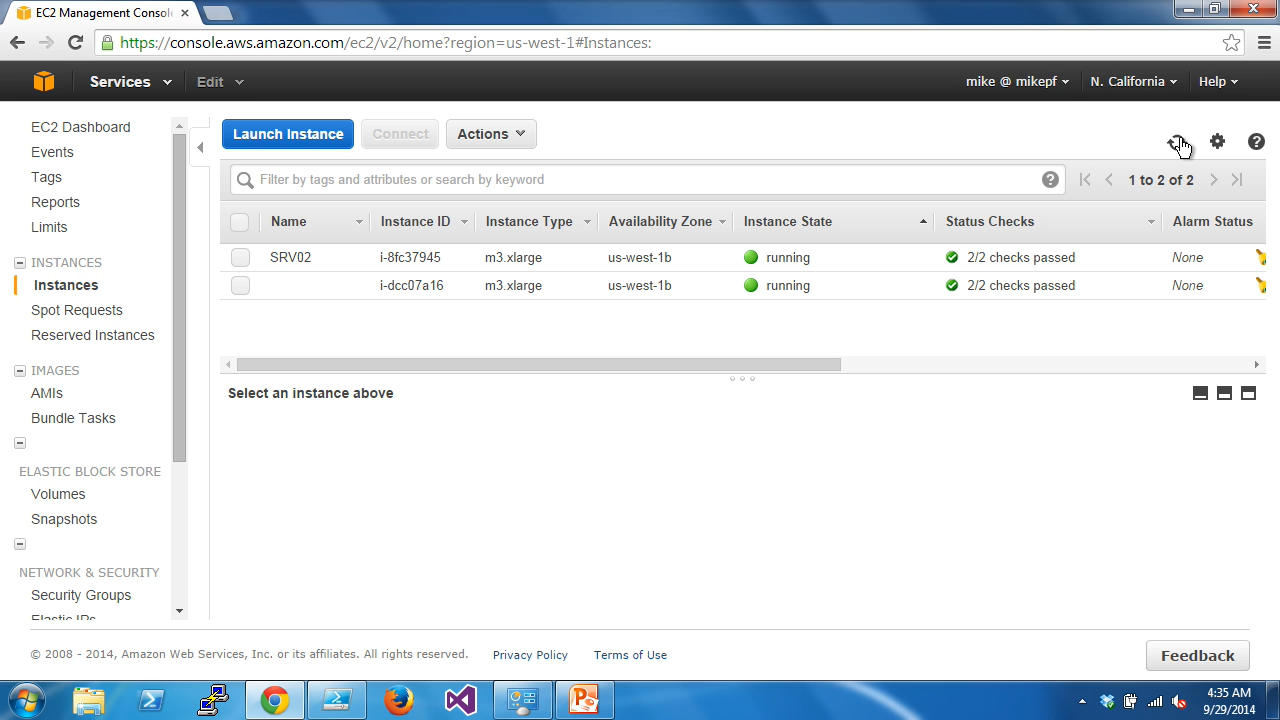 EC2 Management Conso
https://console.aws.amazon.com/ec2/v2/home?region=us-west-1#Instances:
Services Edit mike @ mikepf N. California Help
EC2 Dashboard
Events
Tags
Reports
Limits
INSTANCES
Instances
Spot Requests
Reserved Instances
IMAGES
AMIs
Bundle Tasks
ELASTIC BLOCK STORE
Volumes
Snapshots
NETWORK & SECURITY
Security Groups
Elastic IPs
Launch Instance Connect Actions
Filter by tags and attributes or search by keyword 1 to 2 of 2
Name Instance ID Instance Type Availability Zone Instance State Status Checks Alarm Status
SRV02 i-8fc37945 m3.xlarge us-west-1b running 2/2 checks passed None
i-dcc07a16 m3.xlarge us-west-1b running 2/2 checks passed None
Select an instance above
© 2008 - 2014, Amazon Web Services, Inc. or its affiliates. All rights reserved. Privacy Policy Terms of Use
Feedback
4:35 AM
9/29/2014